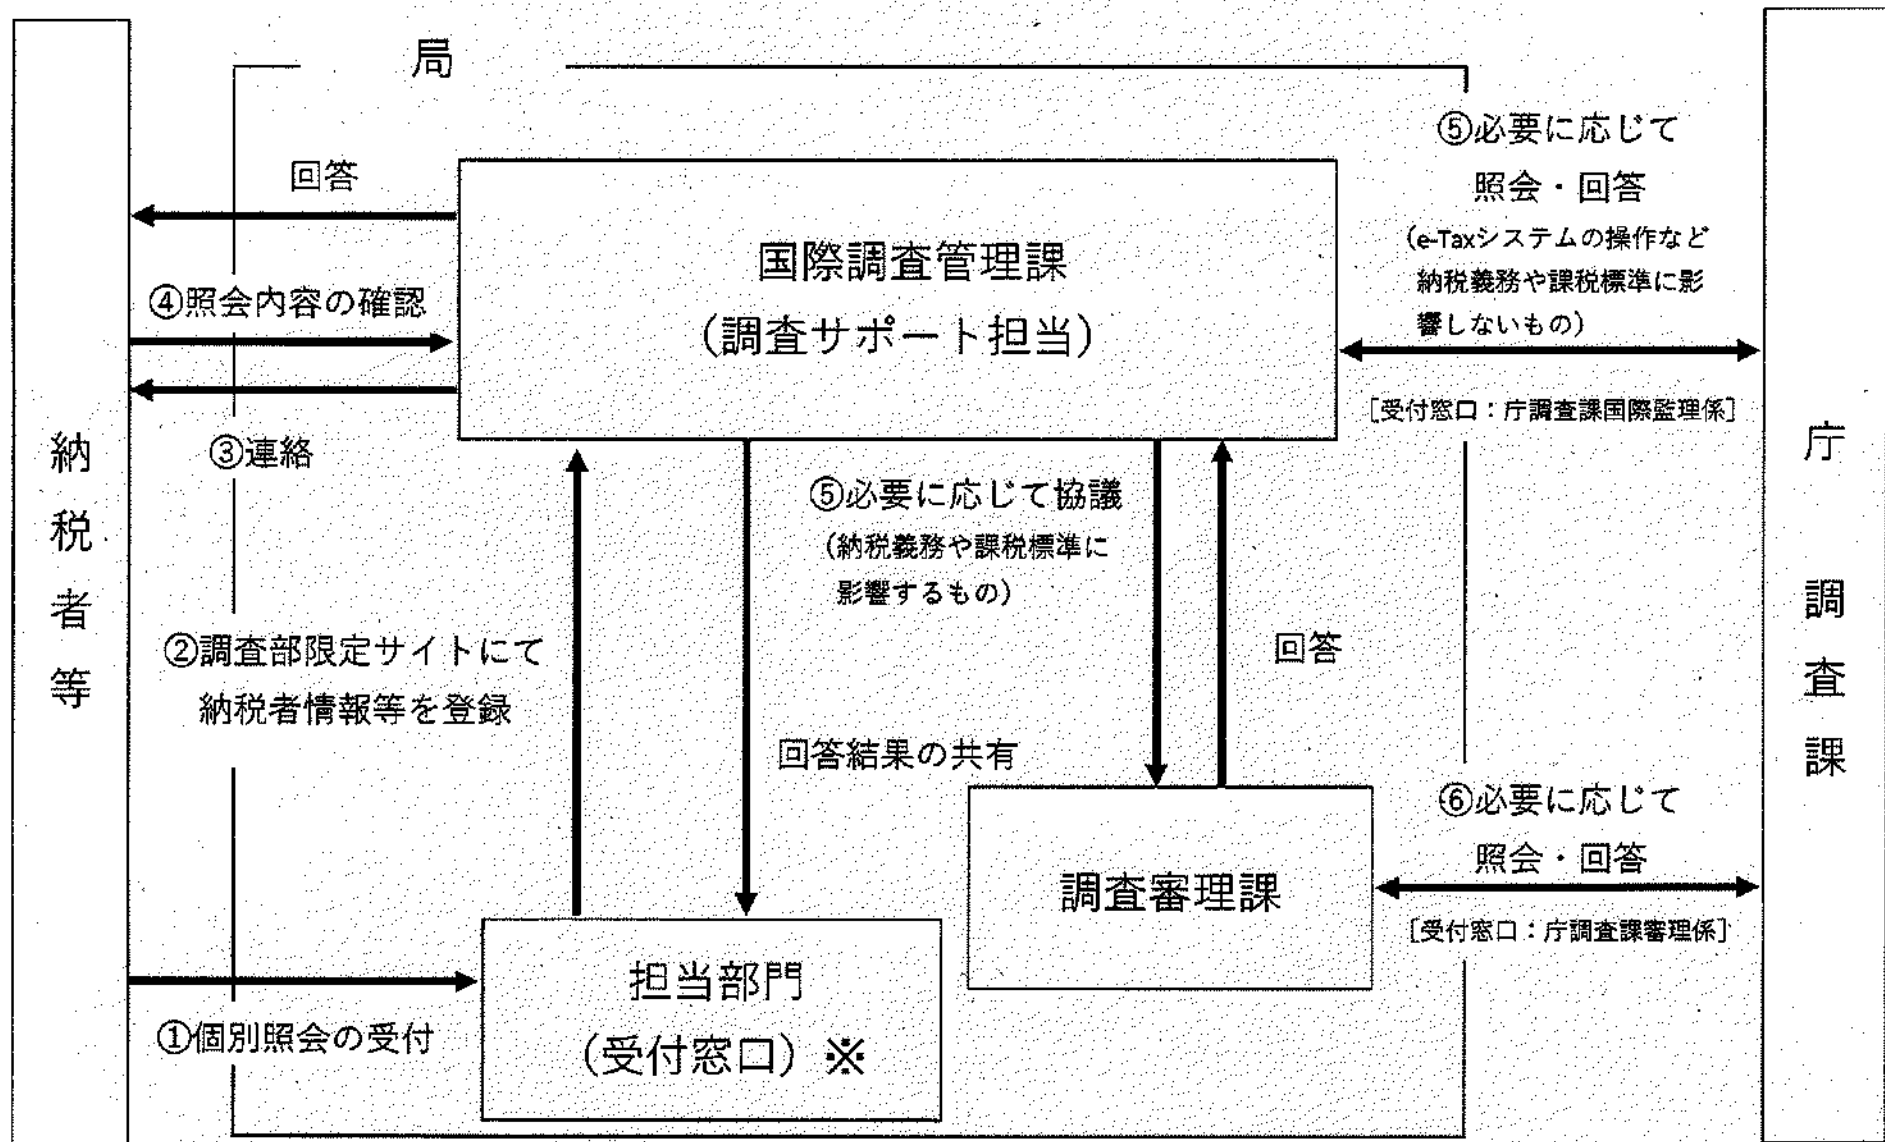 局
納税者等
回答
④照会内容の確認
③連絡
国際調査管理課
（調査サポート担当）
⑤必要に応じて
照会・回答
（e-Taxシステムの操作など
納税義務や課税標準に影
響しないもの）
［受付窓口：庁調査課国際監理係］
庁調査課
⑤必要に応じて協議
（納税義務や課税標準に
影響するもの）
②調査部限定サイトにて
納税者情報等を登録
回答
回答結果の共有
調査審理課
⑥必要に応じて
照会・回答
［受付窓口：庁調査課審理係］
①個別照会の受付
担当部門
（受付窓口）※